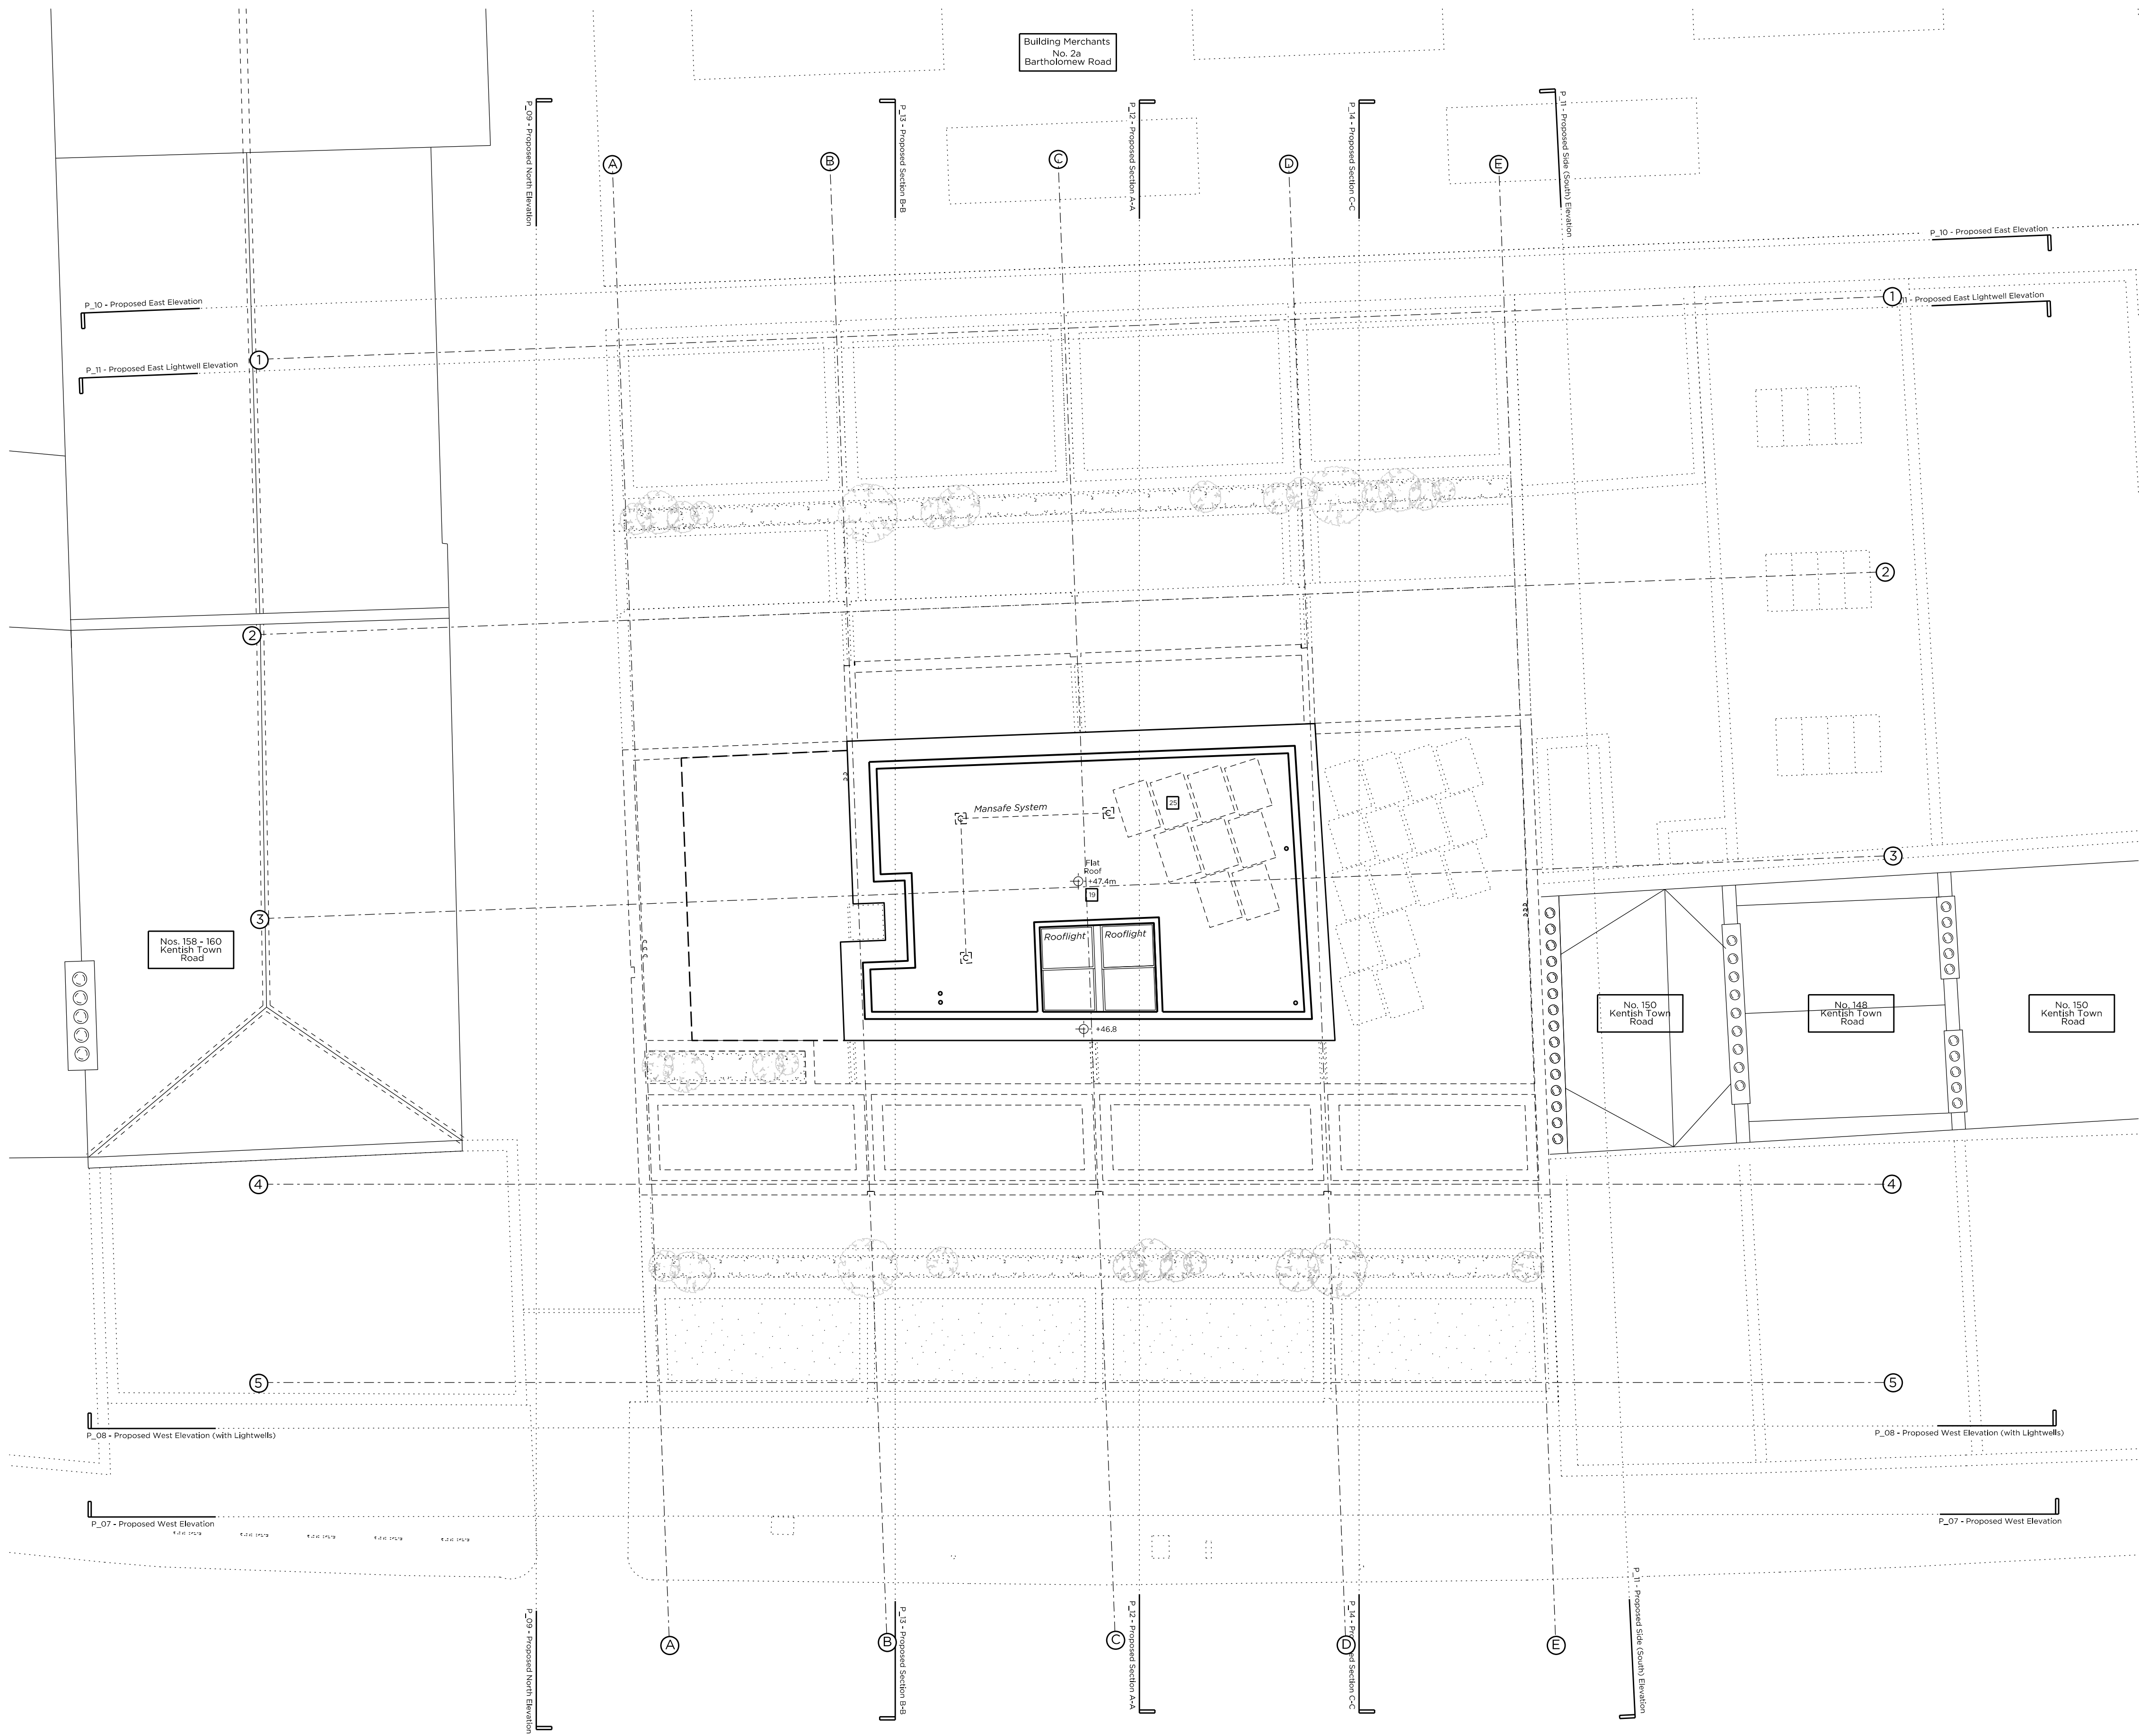 Building Merchants
No. 2a
Bartholomew Road
P_09 - Proposed North Elevation
P_13 - Proposed Section B-B
P_12 - Proposed Section A-A
P_14 - Proposed Section C-C
P_11 - Proposed Side (South) Elevation
A
B
C
D
E
P_10 - Proposed East Elevation
P_10 - Proposed East Elevation
1
11 - Proposed East Lightwell Elevation
1
P_11 - Proposed East Lightwell Elevation
2
2
Mansafe System
25
C
C
Flat
Roof
+47.4m
19
3
3
Rooflight
Rooflight
C
Nos. 158 - 160
Kentish Town
Road
No. 150
Kentish Town
Road
No. 148
Kentish Town
Road
No. 150
Kentish Town
Road
+46.8
4
4
5
5
P_08 - Proposed West Elevation (with Lightwells)
P_08 - Proposed West Elevation (with Lightwells)
P_07 - Proposed West Elevation
P_07 - Proposed West Elevation
A
B
C
D
E
P_09 - Proposed North Elevation
P_13 - Proposed Section B-B
P_12 - Proposed Section A-A
P_14 - Proposed Section C-C
P_11 - Proposed Side (South) Elevation